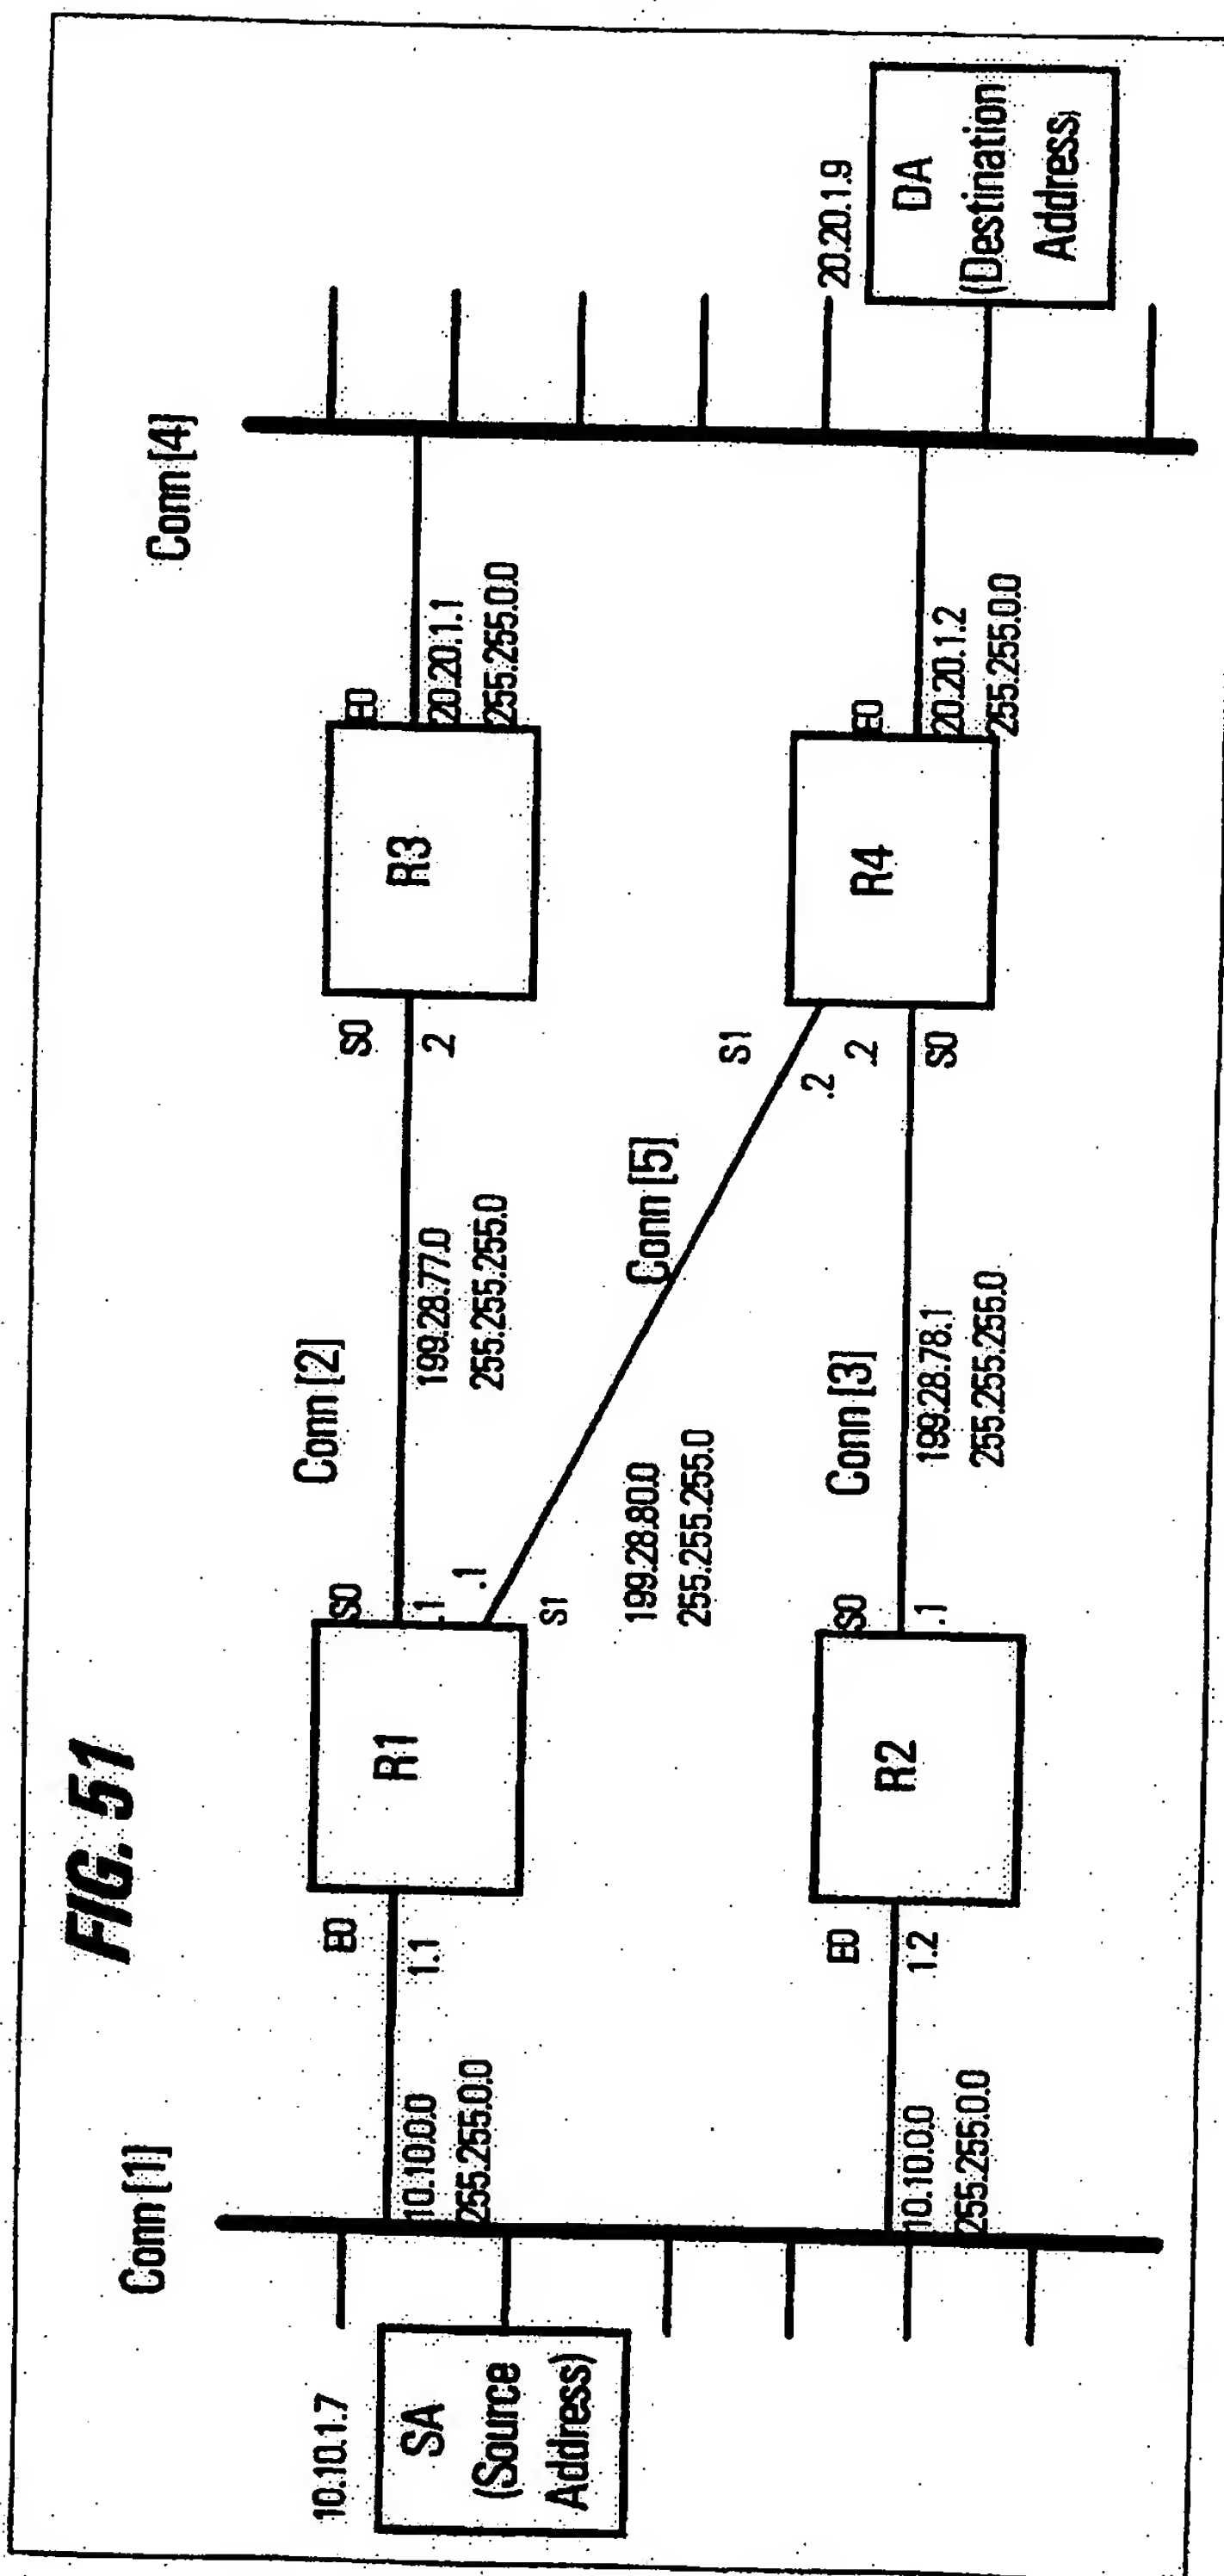 FIG. 51
Conn [1]
10.10.1.7
SA
(Source
Address)
10.10.0.0
255.255.0.0
E0
1.1
R1
S0
.1
.1
S1
Conn [2]
199.28.77.0
255.255.255.0
S0
.2
R3
E0
20.20.1.1
255.255.0.0
Conn [4]
199.28.80.0
255.255.255.0
Conn [5]
S1
.2
10.10.0.0
255.255.0.0
E0
1.2
R2
S0
.1
Conn [3]
199.28.78.1
255.255.255.0
.2
S0
R4
E0
20.20.1.2
255.255.0.0
20.20.1.9
DA
(Destination
Address)